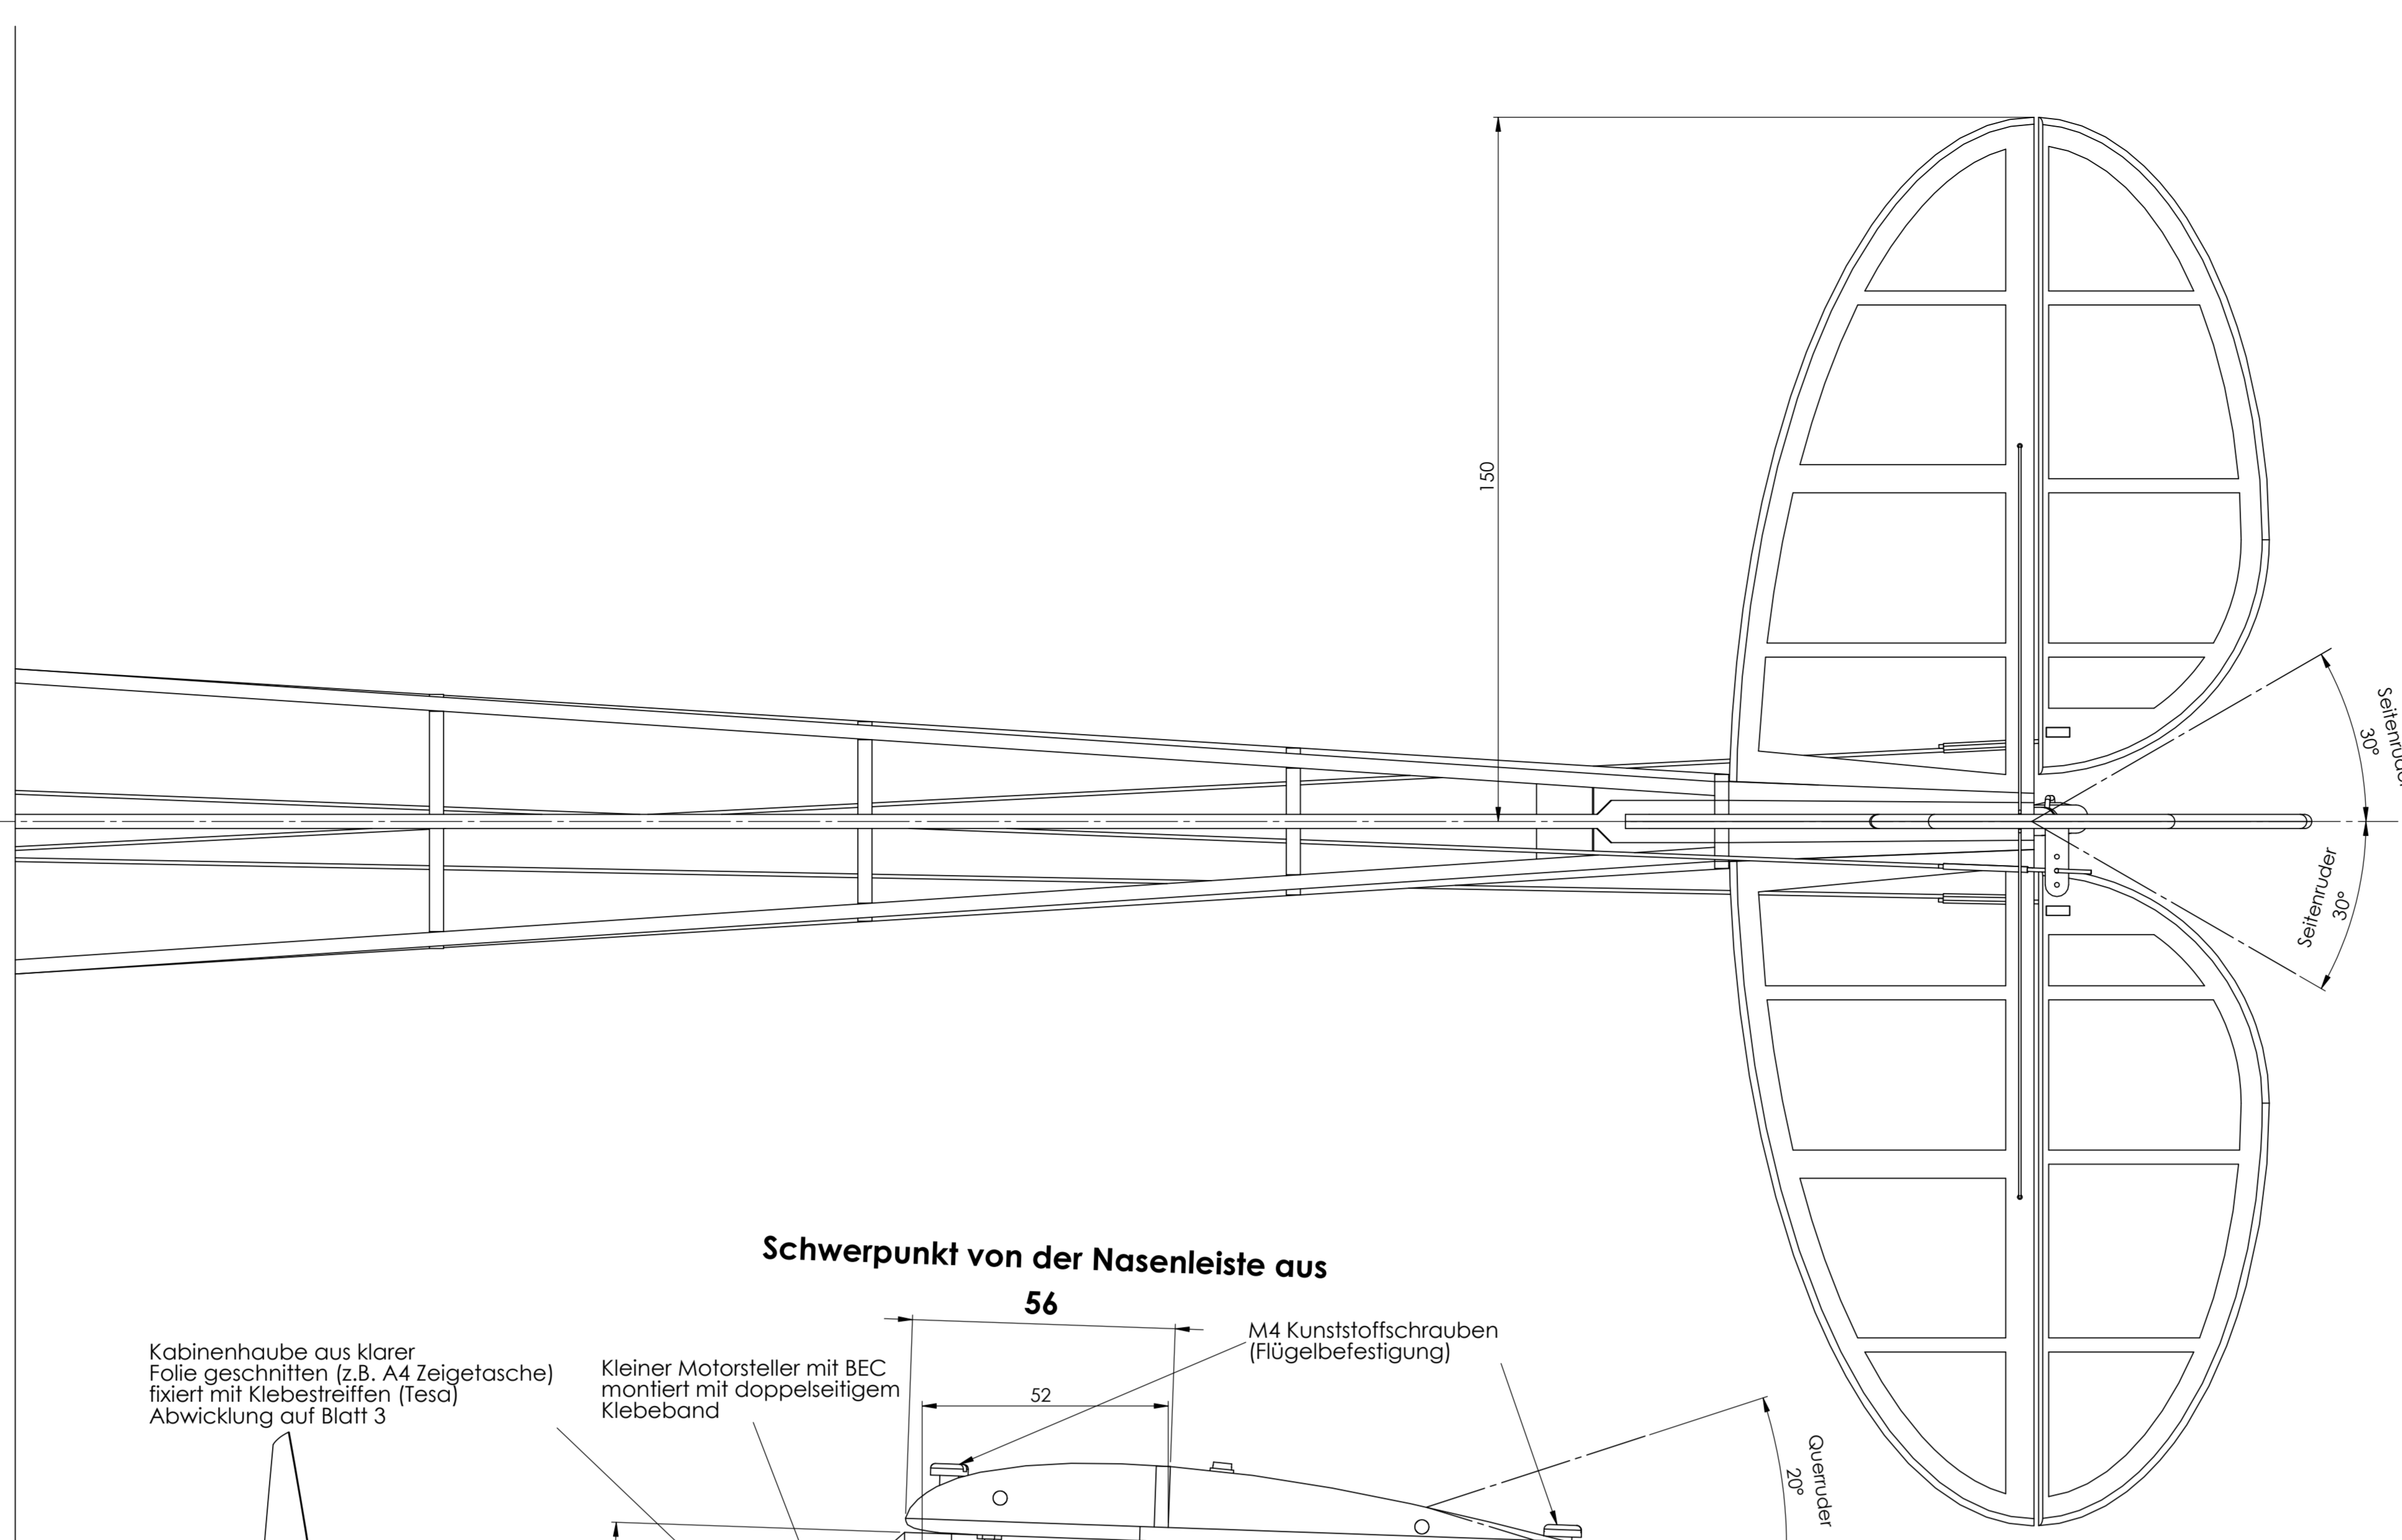 150
Seitenruder
30°
Seitenruder
30°
Schwerpunkt von der Nasenleiste aus
56
M4 Kunststoffschrauben
(Flügelbefestigung)
Kabinenhaube aus klarer
Folie geschnitten (z.B. A4 Zeigetasche)
fixiert mit Klebestreiffen (Tesa)
Abwicklung auf Blatt 3
Kleiner Motorsteller mit BEC
montiert mit doppelseitigem
Klebeband
52
Querruder
20°